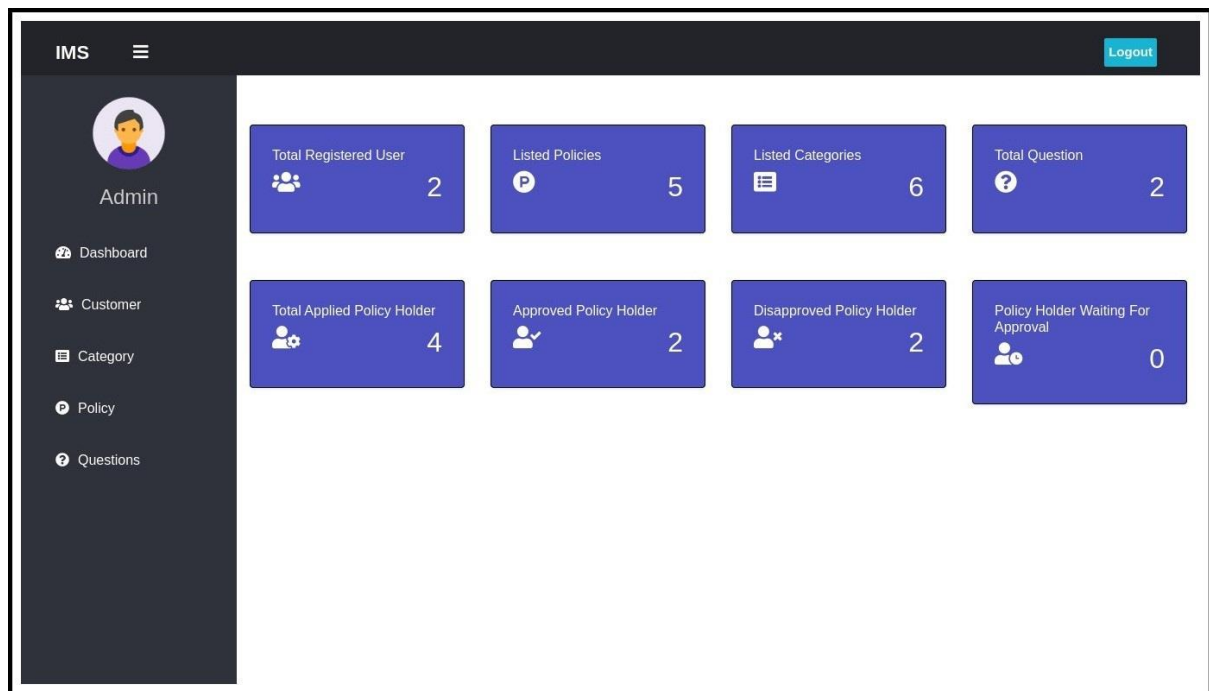 IMS
Logout
Admin
Dashboard
Customer
Category
Policy
Questions
Total Registered User
2
Listed Policies
5
Listed Categories
6
Total Question
2
Total Applied Policy Holder
4
Approved Policy Holder
2
Disapproved Policy Holder
2
Policy Holder Waiting For
Approval
0